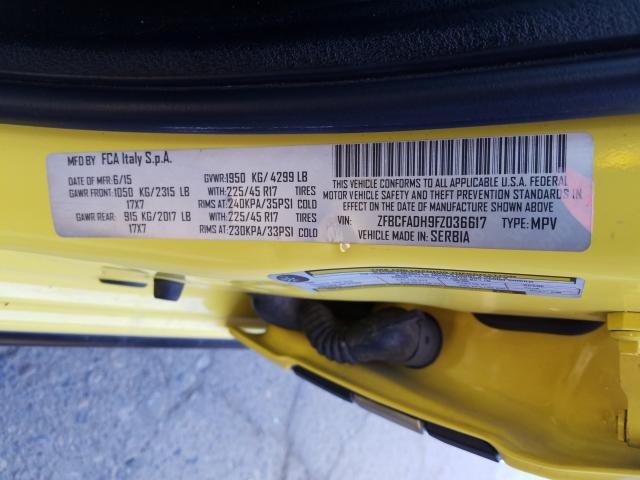 MFD BY FCA Italy S.p.A.
DATE OF MFR: 6/15 GVWR: 1950 KG/ 4299 LB
GAWR FRONT: 1050 KG/2315 LB WITH: 225/45 R17 TIRES
17X7 RIMS AT: 240KPA/35PSI COLD
GAWR REAR: 915 KG/2017 LB WITH: 225/45 R17 TIRES
17X7 RIMS AT: 230KPA/33PSI COLD
THIS VEHICLE CONFORMS TO ALL APPLICABLE U.S.A. FEDERAL
MOTOR VEHICLE SAFETY AND THEFT PREVENTION STANDARDS IN
EFFECT ON THE DATE OF MANUFACTURE SHOWN ABOVE.
VIN: ZFBCFADH9FZ036617 TYPE: MPV
VEHICLE MADE IN: SERBIA